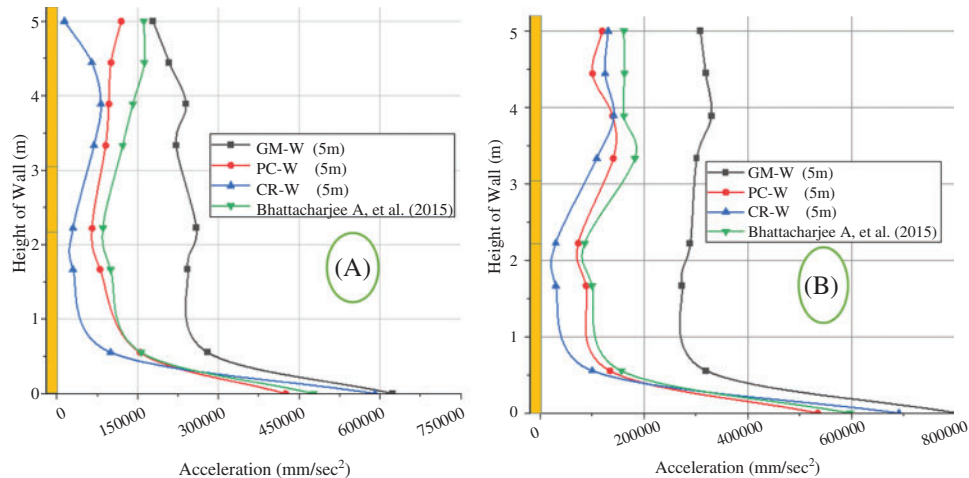 5
4
3
2
1
0
Height of Wall (m)
GM-W (5m)
PC-W (5m)
CR-W (5m)
Bhattacharjee A, et al. (2015)
(A)
0
150000
300000
450000
600000
750000
Acceleration (mm/sec²)
5
4
3
2
1
0
Height of Wall (m)
GM-W (5m)
PC-W (5m)
CR-W (5m)
Bhattacharjee A, et al. (2015)
(B)
0
200000
400000
600000
800000
Acceleration (mm/sec²)